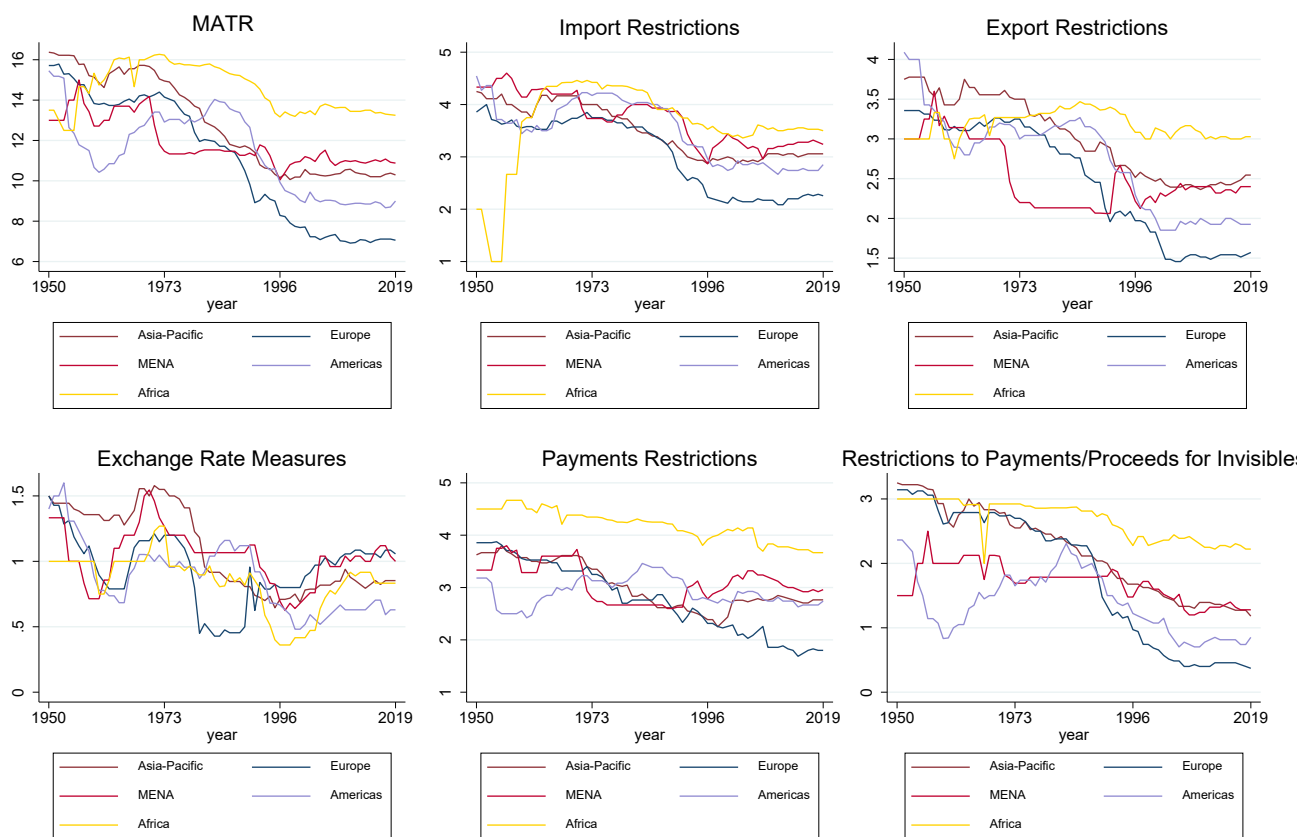 MATR
16
14
12
10
8
6
1950 1973 1996 2019
year
Asia-Pacific Europe
MENA Americas
Africa
Import Restrictions
5
4
3
2
1
1950 1973 1996 2019
year
Asia-Pacific Europe
MENA Americas
Africa
Export Restrictions
4
3.5
3
2.5
2
1.5
1950 1973 1996 2019
year
Asia-Pacific Europe
MENA Americas
Africa
Exchange Rate Measures
1.5
1
.5
0
1950 1973 1996 2019
year
Asia-Pacific Europe
MENA Americas
Africa
Payments Restrictions
5
4
3
2
1
1950 1973 1996 2019
year
Asia-Pacific Europe
MENA Americas
Africa
Restrictions to Payments/Proceeds for Invisibles
3
2
1
0
1950 1973 1996 2019
year
Asia-Pacific Europe
MENA Americas
Africa